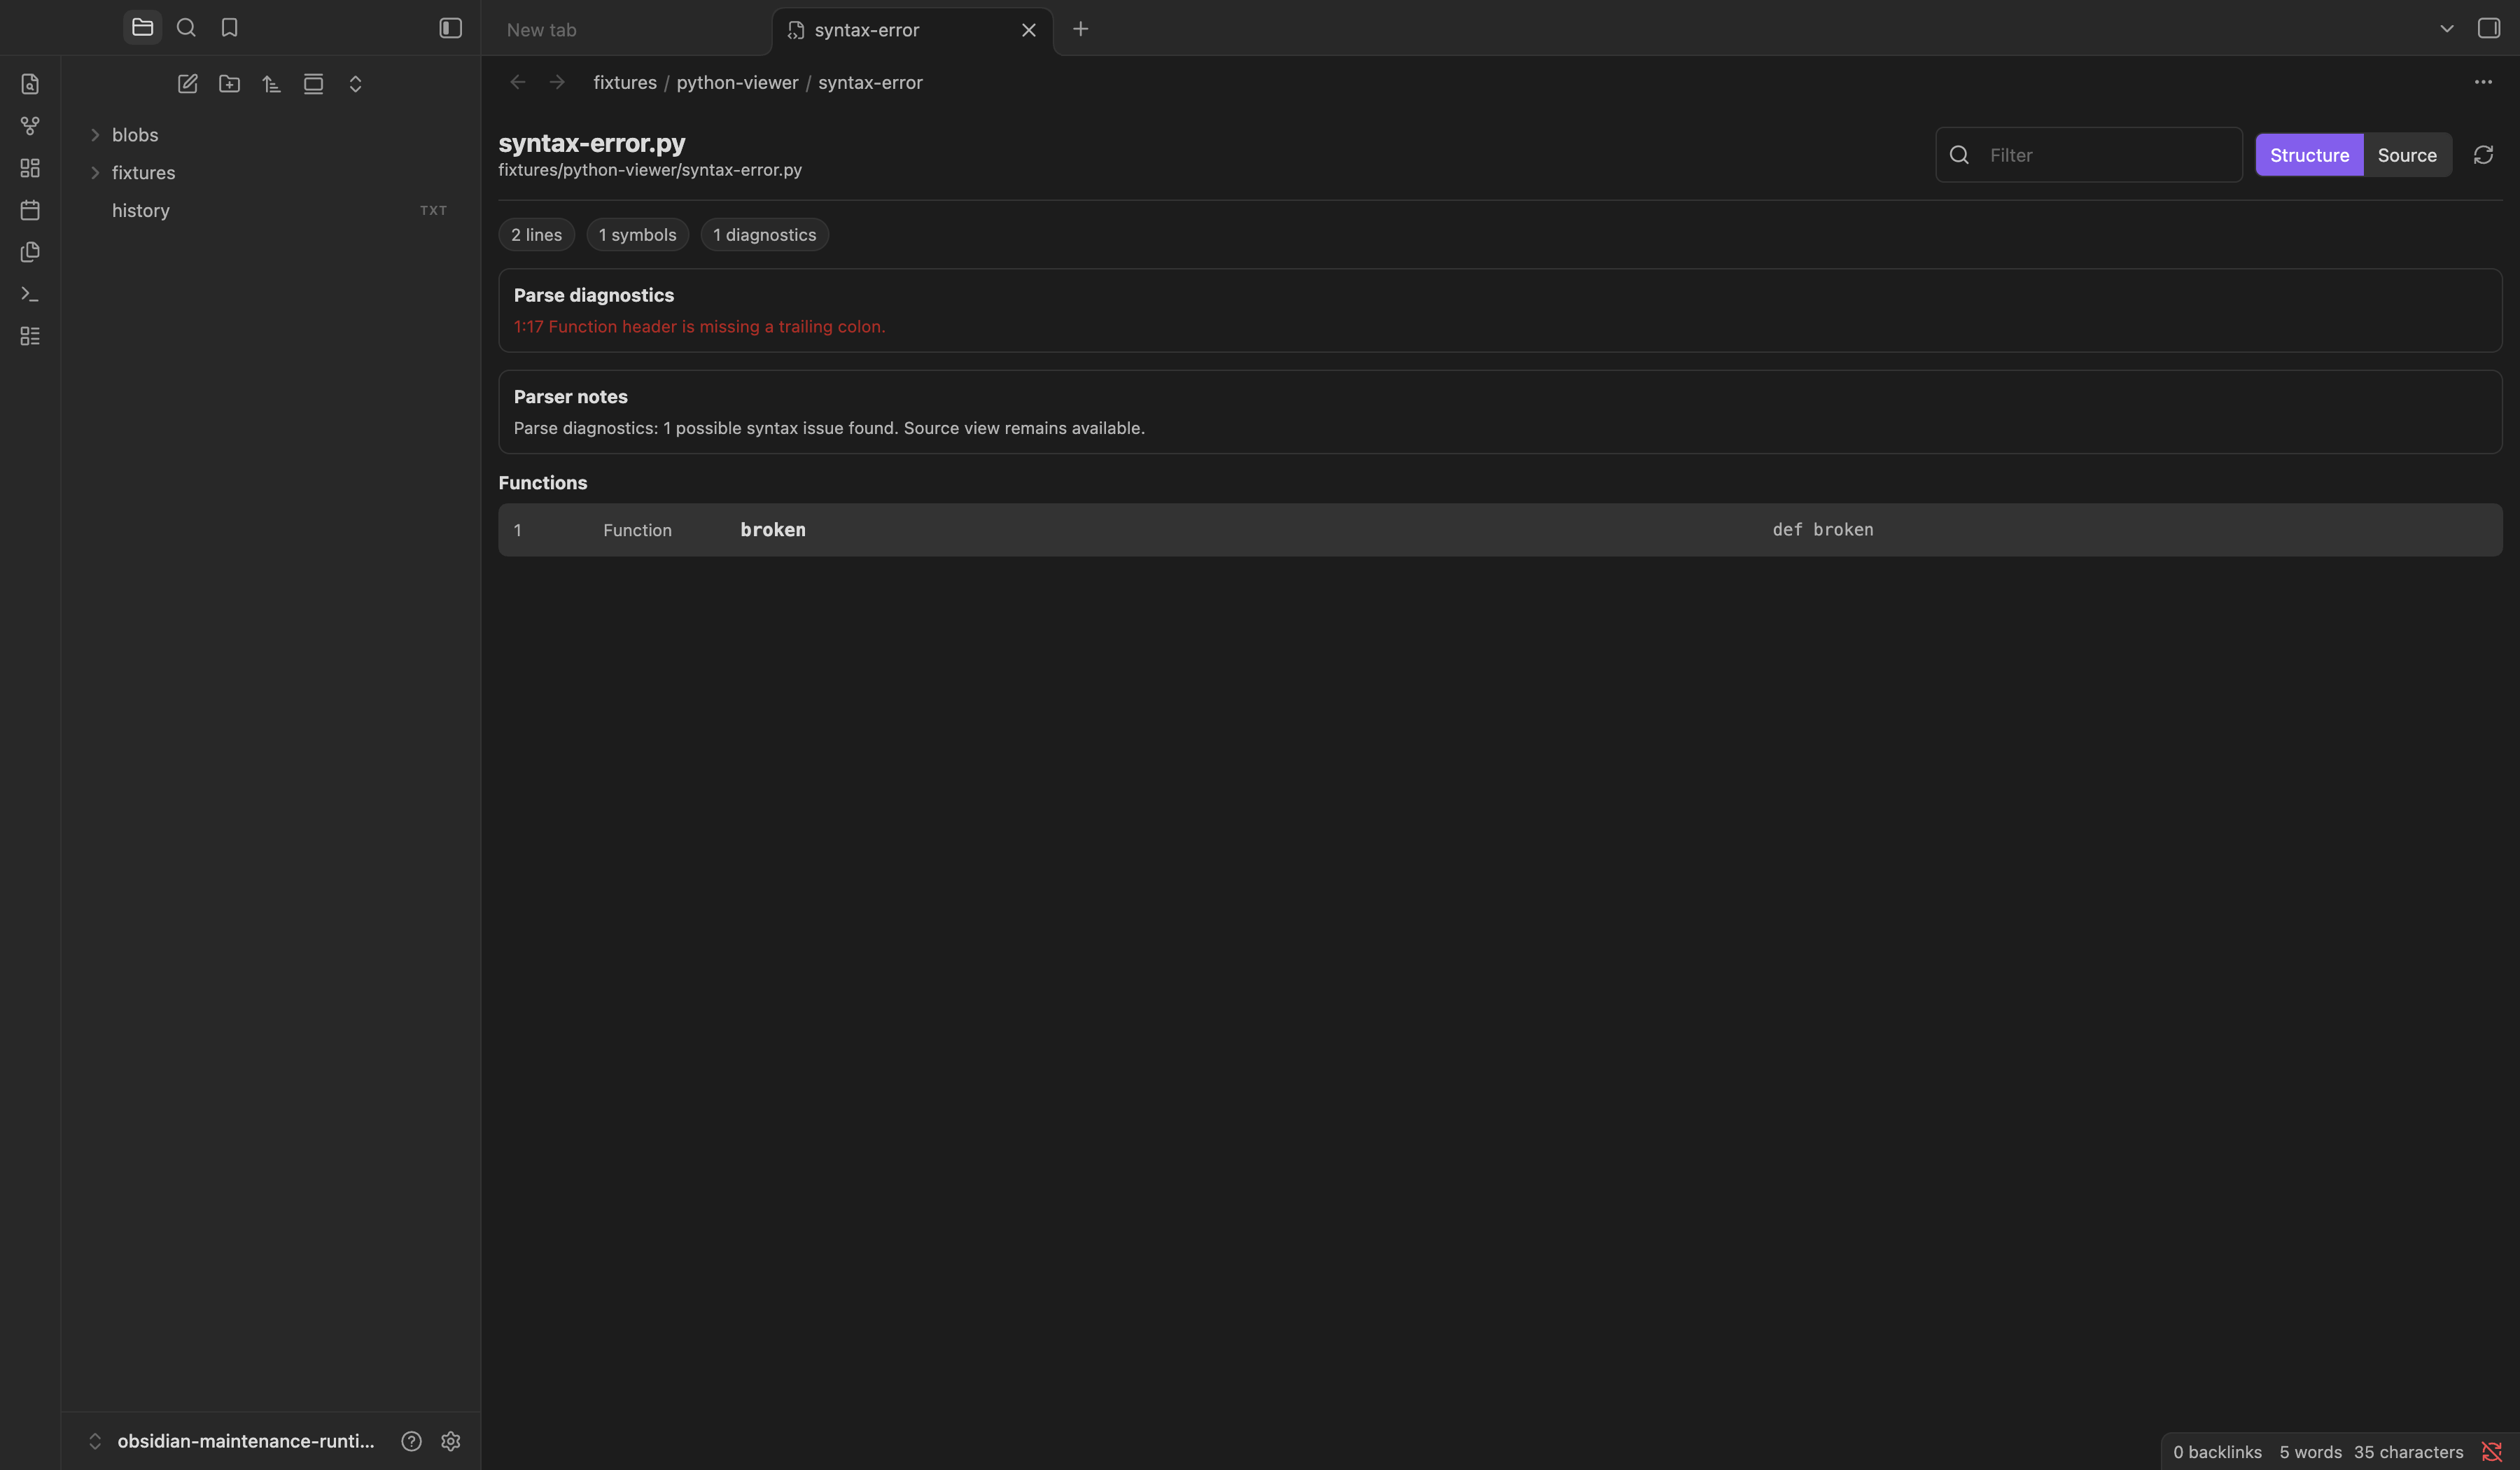 New tab
syntax-error
fixtures / python-viewer / syntax-error
blobs
fixtures
history TXT
syntax-error.py
fixtures/python-viewer/syntax-error.py
Filter
Structure Source
2 lines 1 symbols 1 diagnostics
Parse diagnostics
1:17 Function header is missing a trailing colon.
Parser notes
Parse diagnostics: 1 possible syntax issue found. Source view remains available.
Functions
1 Function broken def broken
obsidian-maintenance-runti...
0 backlinks 5 words 35 characters